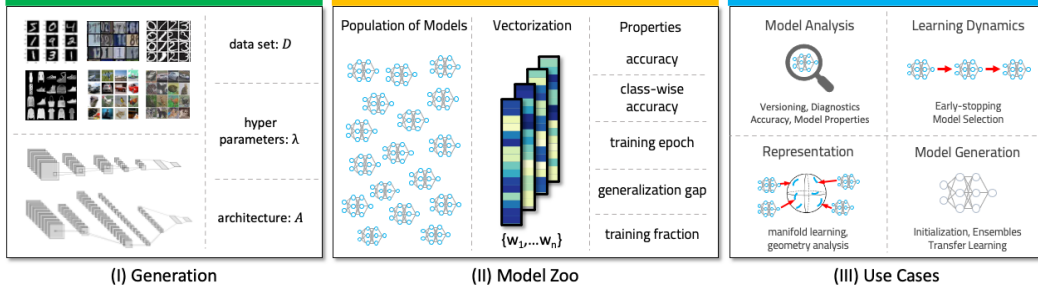 data set: D
hyper
parameters: λ
architecture: A
(I) Generation
Population of Models
Vectorization
{w1,...wn}
Properties
accuracy
class-wise
accuracy
training epoch
generalization gap
training fraction
(II) Model Zoo
Model Analysis
Versioning, Diagnostics
Accuracy, Model Properties
Learning Dynamics
Early-stopping
Model Selection
Representation
manifold learning,
geometry analysis
Model Generation
Initialization, Ensembles
Transfer Learning
(III) Use Cases